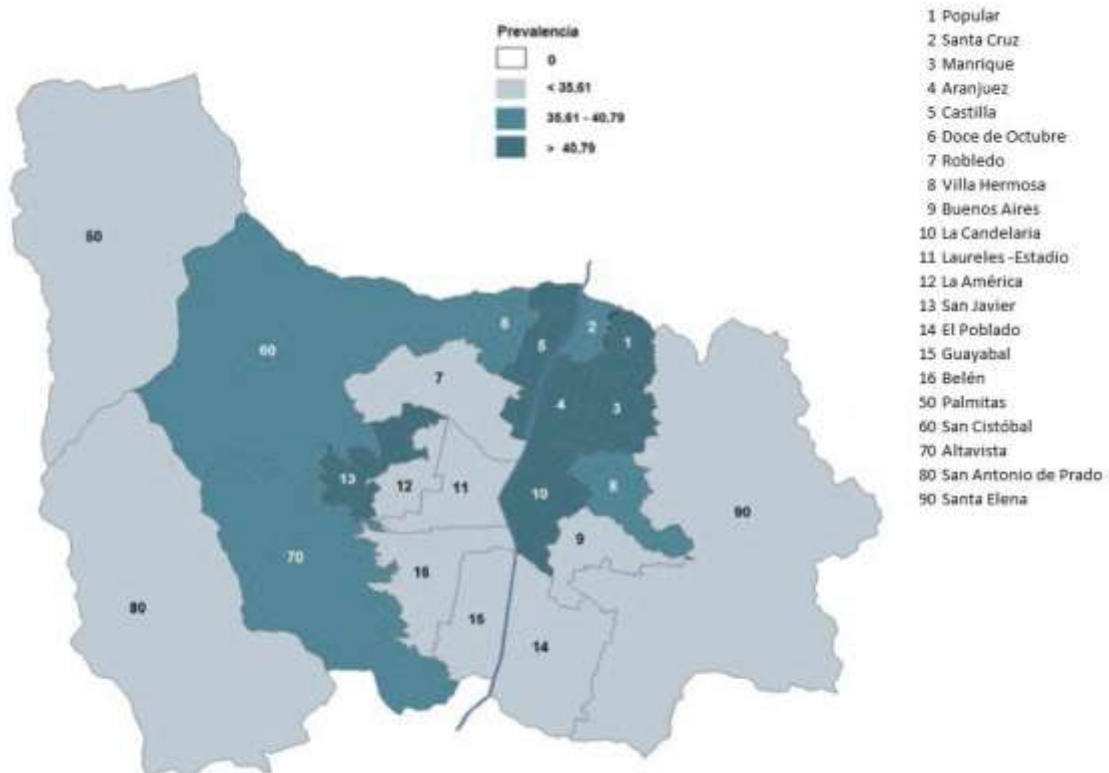 Prevalencia
0
< 35.61
35.61 - 40.79
> 40.79
1 Popular
2 Santa Cruz
3 Manrique
4 Aranjuez
5 Castilla
6 Doce de Octubre
7 Robledo
8 Villa Hermosa
9 Buenos Aires
10 La Candelaria
11 Laureles -Estadio
12 La América
13 San Javier
14 El Poblado
15 Guayabal
16 Belén
50 Palmitas
60 San Cistóbal
70 Altavista
80 San Antonio de Prado
90 Santa Elena
50
60
6
5
2
1
7
4
3
13
12
11
10
8
90
9
70
16
80
15
14